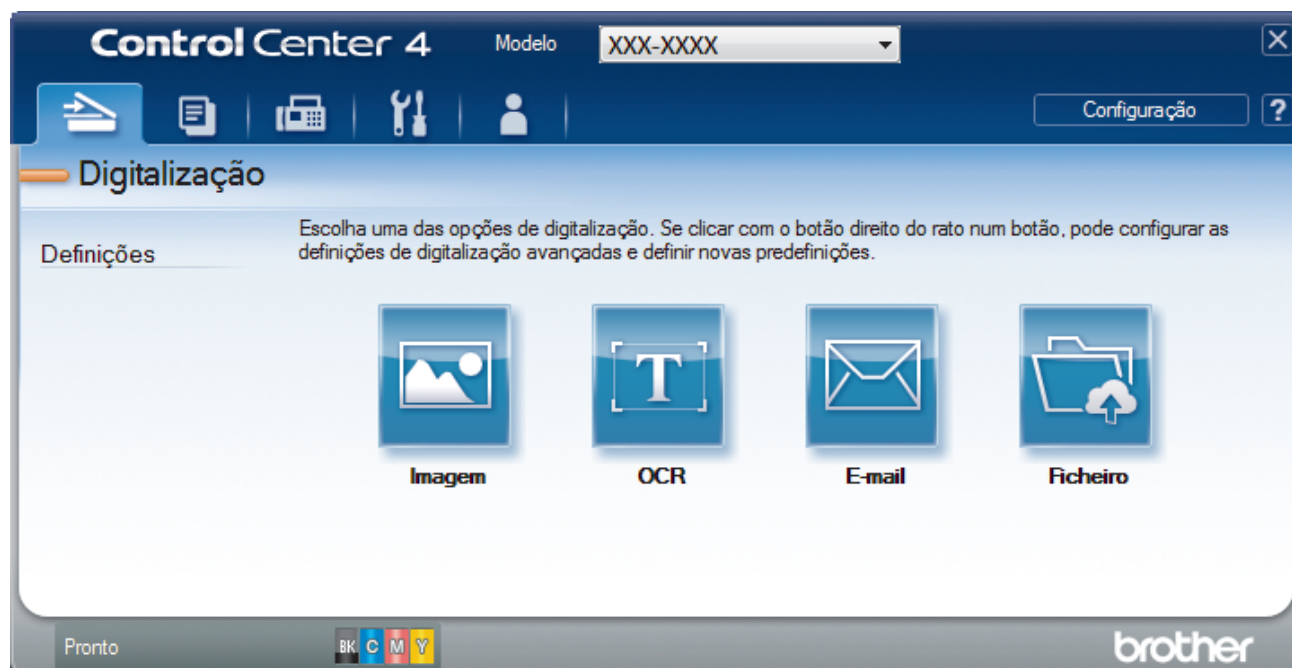 Control Center 4
Modelo
XXX-XXXX
Configuração
?
Digitalização
Definições
Escolha uma das opções de digitalização. Se clicar com o botão direito do rato num botão, pode configurar as
definições de digitalização avançadas e definir novas predefinições.
T
Imagem
OCR
E-mail
Ficheiro
Pronto
BK C M Y
brother